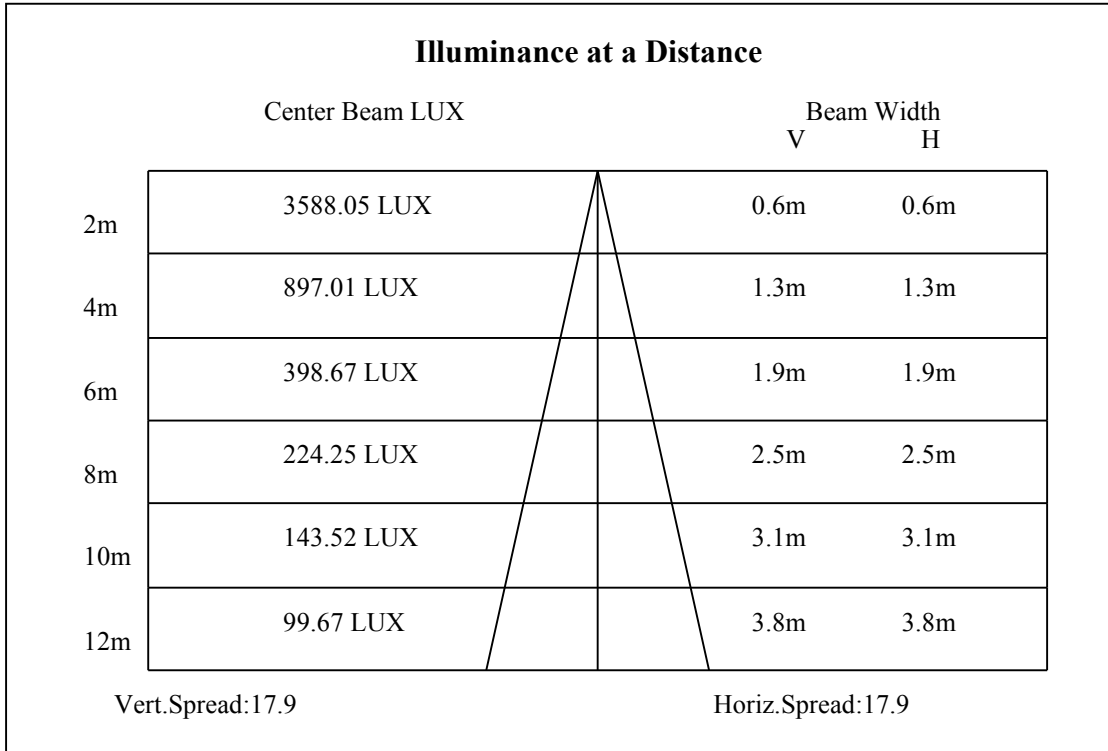 Illuminance at a Distance
Center Beam LUX Beam Width
V H
2m 3588.05 LUX 0.6m 0.6m
4m 897.01 LUX 1.3m 1.3m
6m 398.67 LUX 1.9m 1.9m
8m 224.25 LUX 2.5m 2.5m
10m 143.52 LUX 3.1m 3.1m
12m 99.67 LUX 3.8m 3.8m
Vert.Spread:17.9 Horiz.Spread:17.9